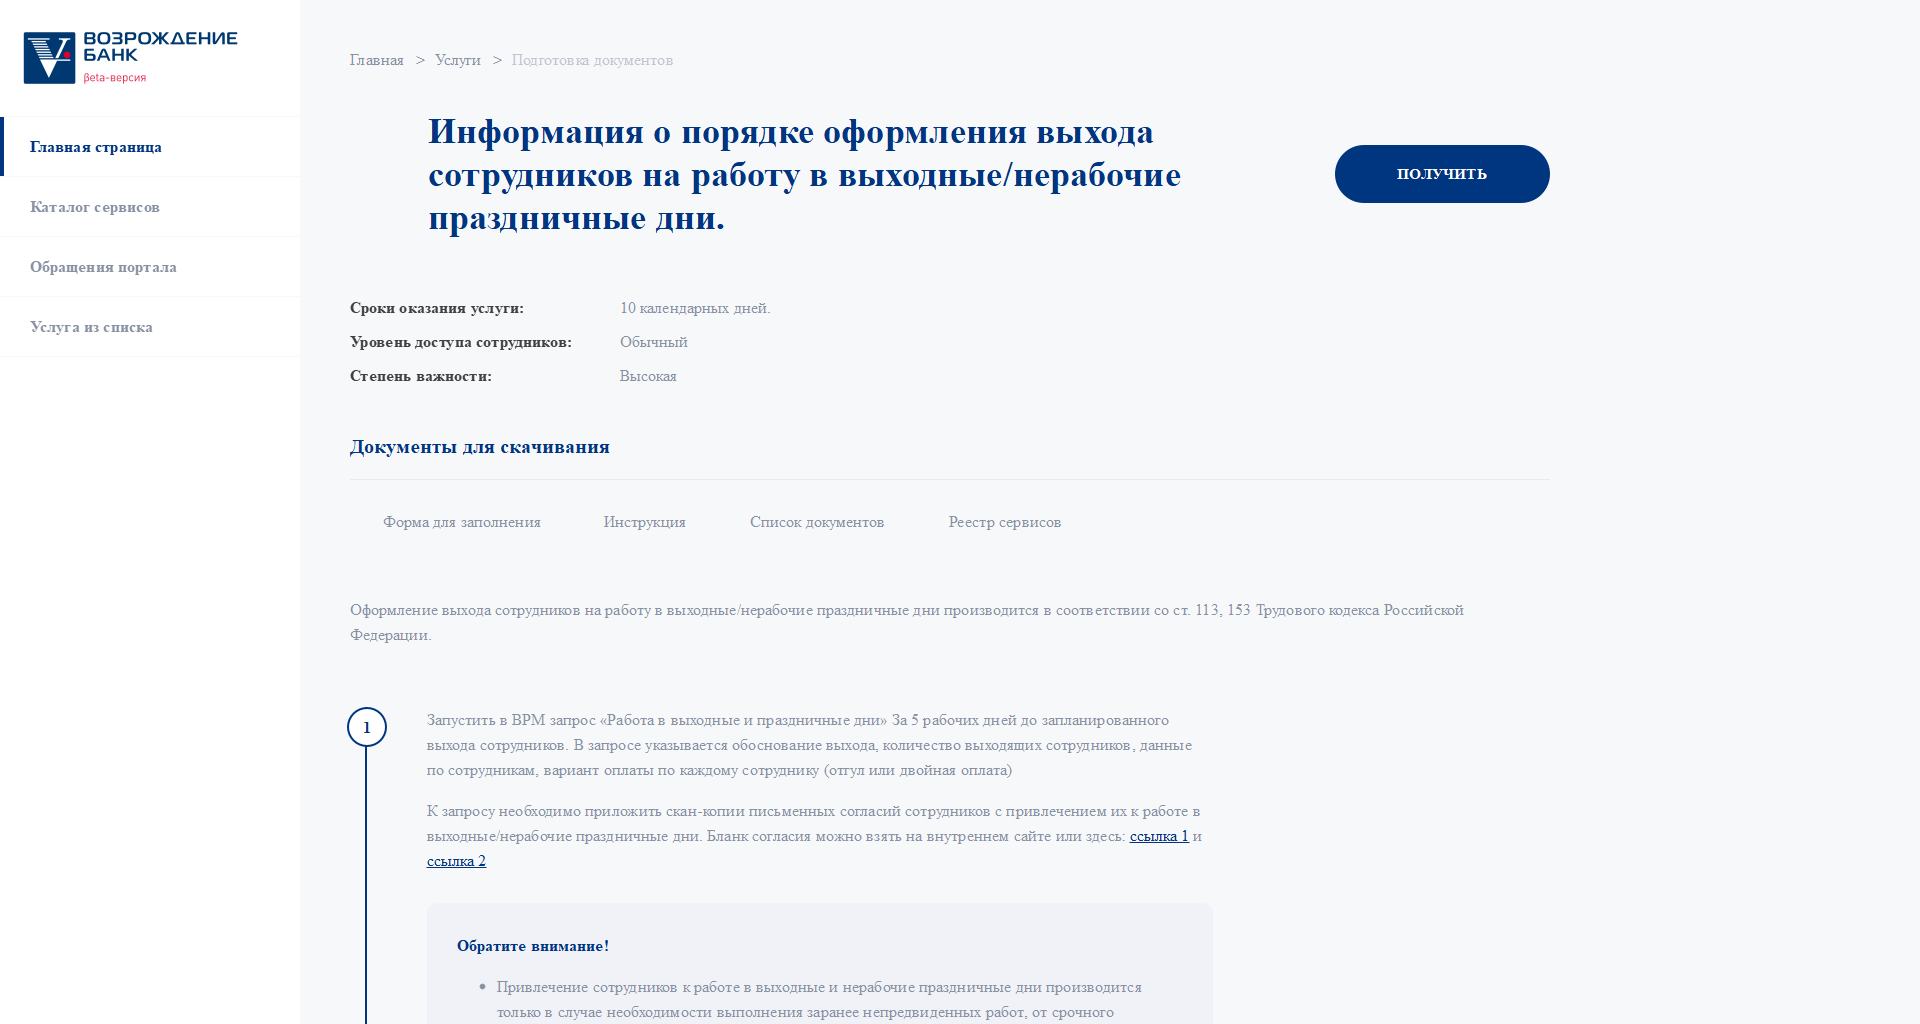 ВОЗРОЖДЕНИЕ
БАНК
βeta-версия
Главная страница
Каталог сервисов
Обращения портала
Услуга из списка
Главная > Услуги > Подготовка документов
Информация о порядке оформления выхода
сотрудников на работу в выходные/нерабочие
праздничные дни.
ПОЛУЧИТЬ
Сроки оказания услуги: 10 календарных дней.
Уровень доступа сотрудников: Обычный
Степень важности: Высокая
Документы для скачивания
Форма для заполнения Инструкция Список документов Реестр сервисов
Оформление выхода сотрудников на работу в выходные/нерабочие праздничные дни производится в соответствии со ст. 113, 153 Трудового кодекса Российской
Федерации.
1
Запустить в BPM запрос «Работа в выходные и праздничные дни» За 5 рабочих дней до запланированного
выхода сотрудников. В запросе указывается обоснование выхода, количество выходящих сотрудников, данные
по сотрудникам, вариант оплаты по каждому сотруднику (отгул или двойная оплата)
К запросу необходимо приложить скан-копии письменных согласий сотрудников с привлечением их к работе в
выходные/нерабочие праздничные дни. Бланк согласия можно взять на внутреннем сайте или здесь: ссылка 1 и
ссылка 2
Обратите внимание!
• Привлечение сотрудников к работе в выходные и нерабочие праздничные дни производится
только в случае необходимости выполнения заранее непредвиденных работ, от срочного